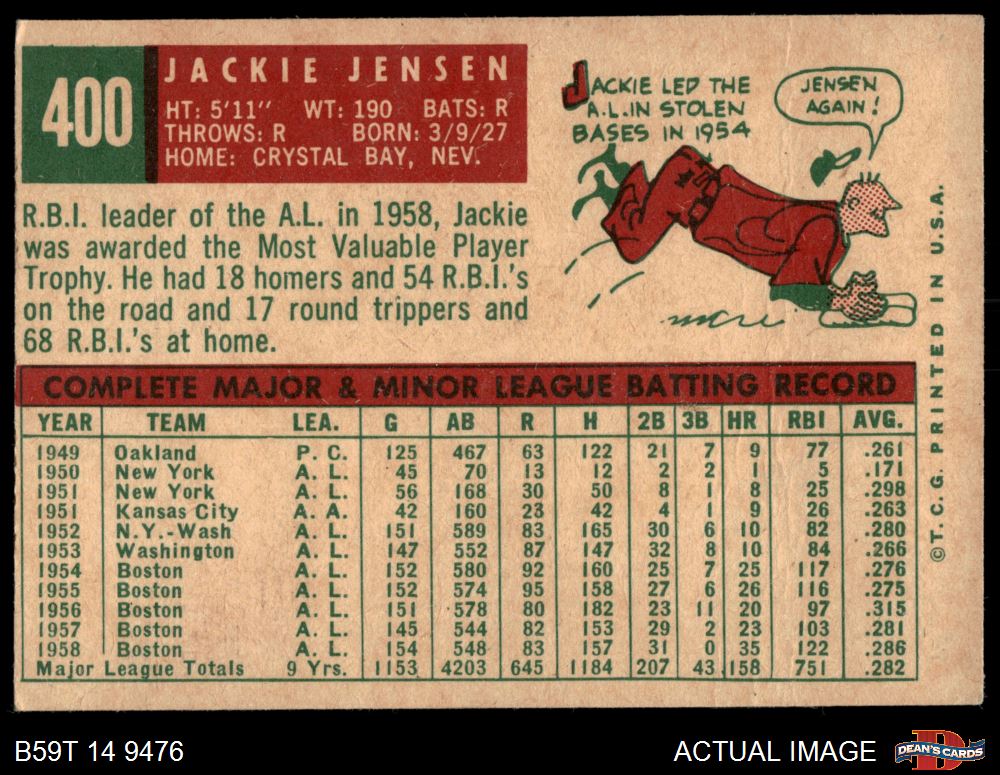 400
JACKIE JENSEN
HT: 5'11" WT: 190 BATS: R
THROWS: R BORN: 3/9/27
HOME: CRYSTAL BAY, NEV.
JACKIE LED THE
A.L. IN STOLEN
BASES IN 1954
JENSEN
AGAIN!
R.B.I. leader of the A.L. in 1958, Jackie
was awarded the Most Valuable Player
Trophy. He had 18 homers and 54 R.B.I.'s
on the road and 17 round trippers and
68 R.B.I.'s at home.
COMPLETE MAJOR & MINOR LEAGUE BATTING RECORD
YEAR TEAM LEA. G AB R H 2B 3B HR RBI AVG.
1949 Oakland P. C. 125 467 63 122 21 7 9 77 .261
1950 New York A. L. 45 70 13 12 2 2 1 5 .171
1951 New York A. L. 56 168 30 50 8 1 8 25 .298
1951 Kansas City A. A. 42 160 23 42 4 1 9 26 .263
1952 N.Y.-Wash A. L. 151 589 83 165 30 6 10 82 .280
1953 Washington A. L. 147 552 87 147 32 8 10 84 .266
1954 Boston A. L. 152 580 92 160 25 7 25 117 .276
1955 Boston A. L. 152 574 95 158 27 6 26 116 .275
1956 Boston A. L. 151 578 80 182 23 11 20 97 .315
1957 Boston A. L. 145 544 82 153 29 2 23 103 .281
1958 Boston A. L. 154 548 83 157 31 0 35 122 .286
Major League Totals 9 Yrs. 1153 4203 645 1184 207 43 158 751 .282
© T. C. G. PRINTED IN U.S.A.
B59T 14 9476
ACTUAL IMAGE
DEAN'S CARDS